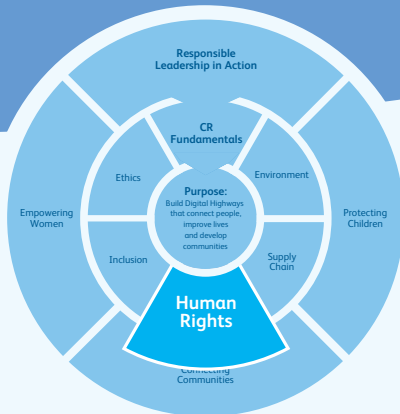 Responsible
Leadership in Action
CR
Fundamentals
Ethics
Environment
Purpose:
Build Digital Highways
that connect people,
improve lives
and develop
communities
Empowering
Women
Protecting
Children
Inclusion
Supply
Chain
Human
Rights
Connecting
Communities